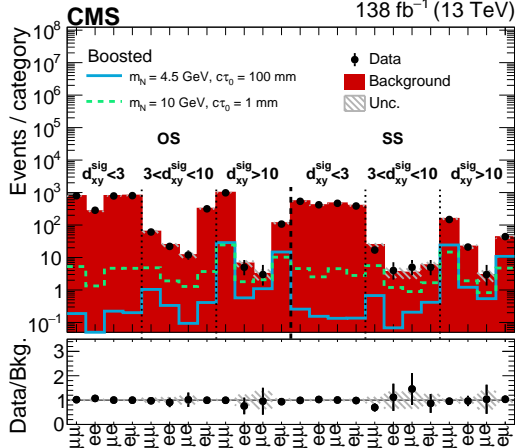 CMS 138 fb⁻¹ (13 TeV)
Events / category
10⁸
10⁷
10⁶
10⁵
10⁴
10³
10²
10
1
10⁻¹
Boosted
m_N = 4.5 GeV, cτ₀ = 100 mm
m_N = 10 GeV, cτ₀ = 1 mm
Data
Background
Unc.
OS SS
d_xy^sig<3 3<d_xy^sig<10 d_xy^sig>10 d_xy^sig<3 3<d_xy^sig<10 d_xy^sig>10
Data/Bkg.
3
2
1
0